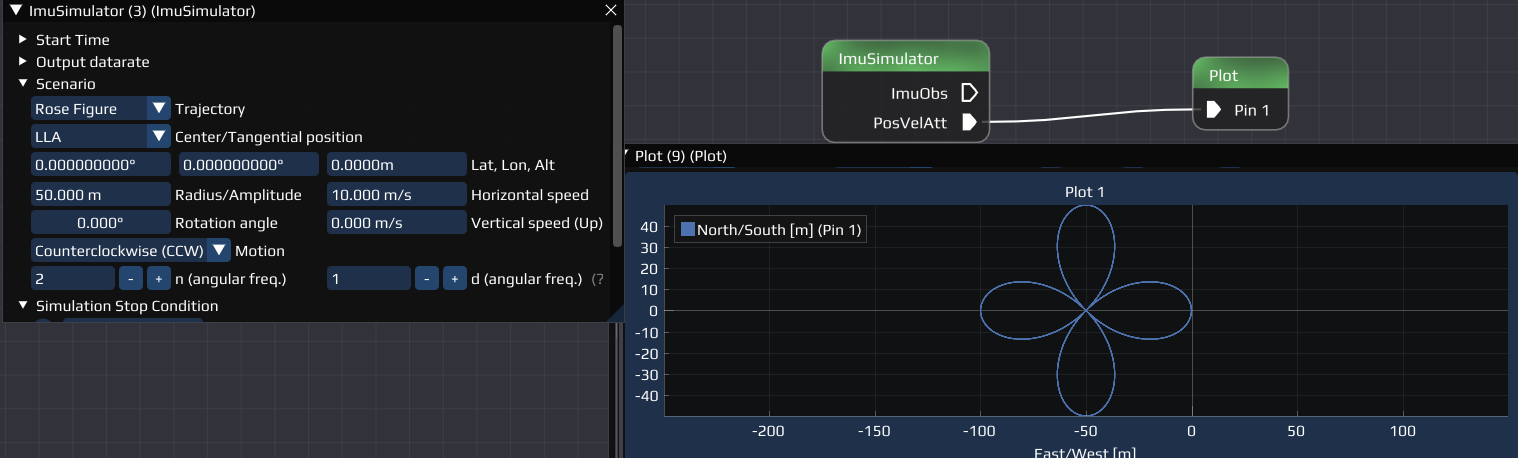 ImuSimulator (3) (ImuSimulator)
Start Time
Output datarate
Scenario
Rose Figure Trajectory
LLA Center/Tangential position
0.000000000° 0.000000000° 0.0000m Lat, Lon, Alt
50.000 m Radius/Amplitude 10.000 m/s Horizontal speed
0.000° Rotation angle 0.000 m/s Vertical speed (Up)
Counterclockwise (CCW) Motion
2 - + n (angular freq.) 1 - + d (angular freq.) (?
Simulation Stop Condition
ImuSimulator
ImuObs
PosVelAtt
Plot
Pin 1
Plot (9) (Plot)
Plot 1
North/South [m] (Pin 1)
40
30
20
10
0
-10
-20
-30
-40
-200 -150 -100 -50 0 50 100
East/West [m]